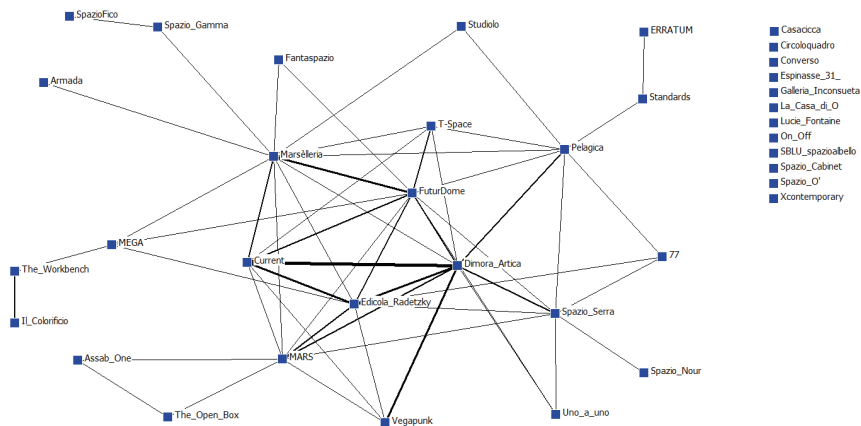 SpazioFico
Spazio_Gamma
Studiolo
ERRATUM
Fantaspazio
Armada
Standards
T-Space
Marsèlleria
Pelagica
FuturDome
MEGA
Current
Dimora_Artica
77
The_Workbench
Edicola_Radetzky
Spazio_Serra
Il_Colorificio
Assab_One
MARS
Spazio_Nour
The_Open_Box
Vegapunk
Uno_a_uno
Casacicca
Circoloquadro
Converso
Espinasse_31_
Galleria_Inconsueta
La_Casa_di_O
Lucie_Fontaine
On_Off
SBLU_spazioalbello
Spazio_Cabinet
Spazio_O'
Xcontemporary